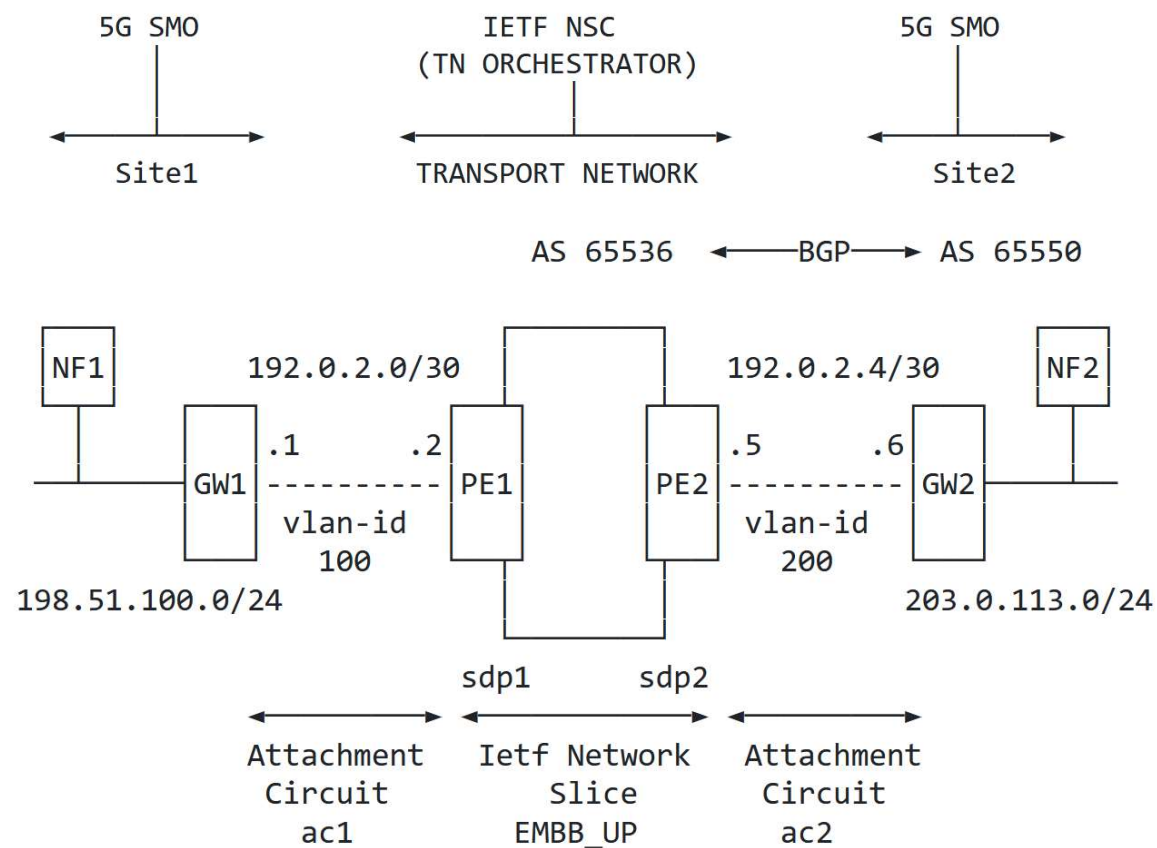 5G SMO IETF NSC 5G SMO
(TN ORCHESTRATOR)
Site1 TRANSPORT NETWORK Site2
AS 65536 BGP AS 65550
NF1 192.0.2.0/30 192.0.2.4/30 NF2
.1 .2 .5 .6
GW1 PE1 PE2 GW2
vlan-id vlan-id
100 200
198.51.100.0/24 203.0.113.0/24
sdp1 sdp2
Attachment Ietf Network Attachment
Circuit Slice Circuit
ac1 EMBB_UP ac2